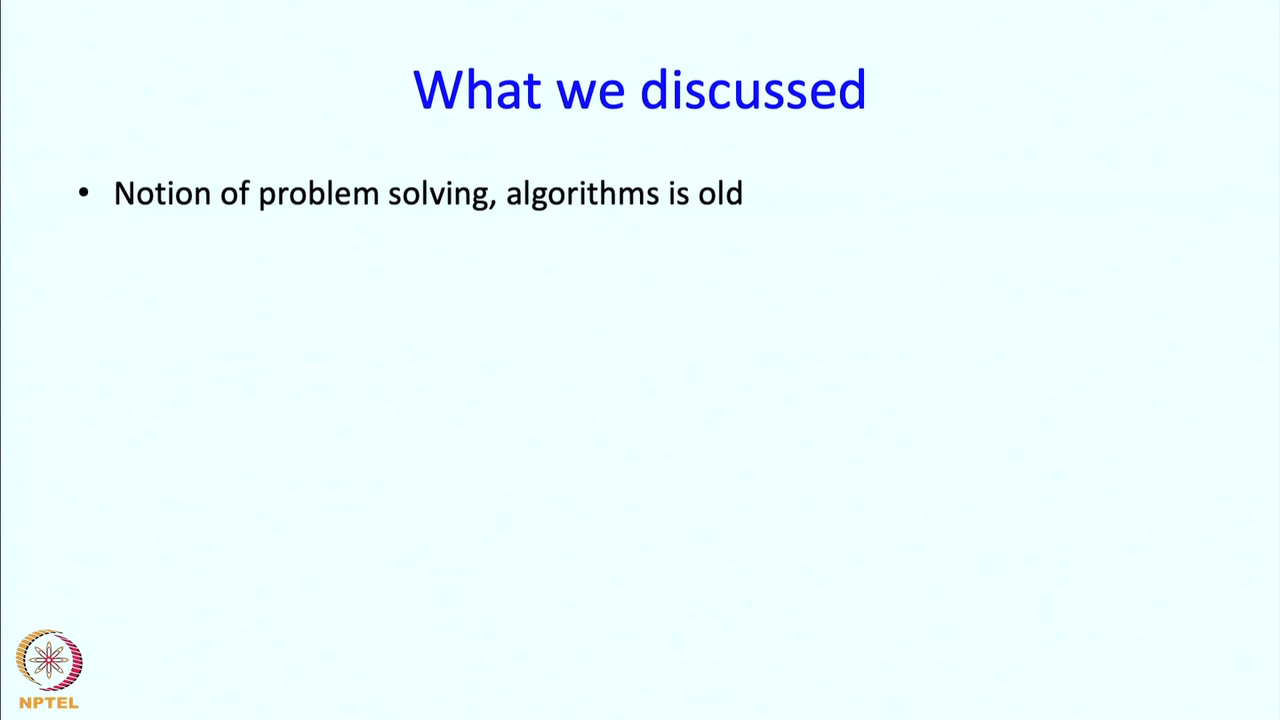 What we discussed
• Notion of problem solving, algorithms is old
NPTEL